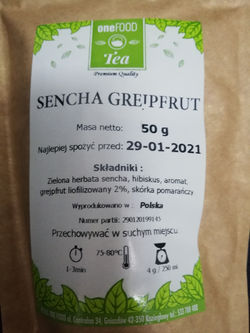 oneFOOD
Tea
Premium Quality
SENCHA GREJPFRUT
Masa netto: 50 g
Najlepiej spożyć przed: 29-01-2021
Składniki :
Zielona herbata sencha, hibiskus, aromat,
grejpfrut liofilizowany 2%, skórka pomarańczy
Wyprodukowano w : Polska
Numer partii: 290120199145
Przechowywać w suchym miejscu
75-80°C
1-3min
4 g / 250 ml